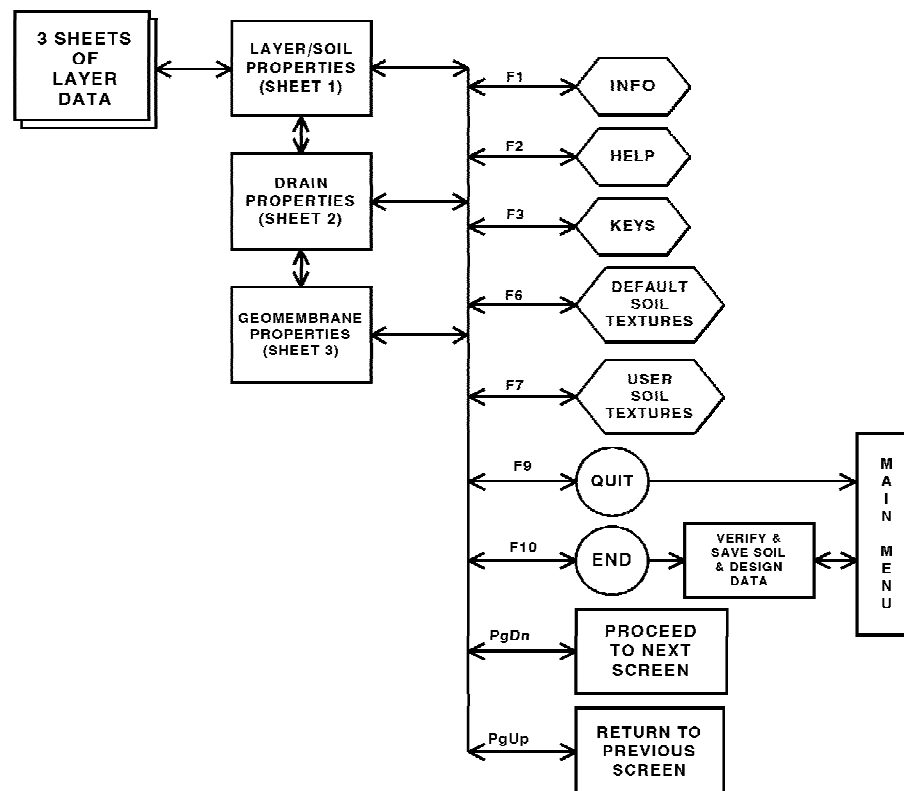 3 SHEETS
OF
LAYER
DATA
LAYER/SOIL
PROPERTIES
(SHEET 1)
DRAIN
PROPERTIES
(SHEET 2)
GEOMEMBRANE
PROPERTIES
(SHEET 3)
F1
INFO
F2
HELP
F3
KEYS
F6
DEFAULT
SOIL
TEXTURES
F7
USER
SOIL
TEXTURES
F9
QUIT
F10
END
VERIFY &
SAVE SOIL
& DESIGN
DATA
MAIN MENU
PgDn
PROCEED
TO NEXT
SCREEN
PgUp
RETURN TO
PREVIOUS
SCREEN